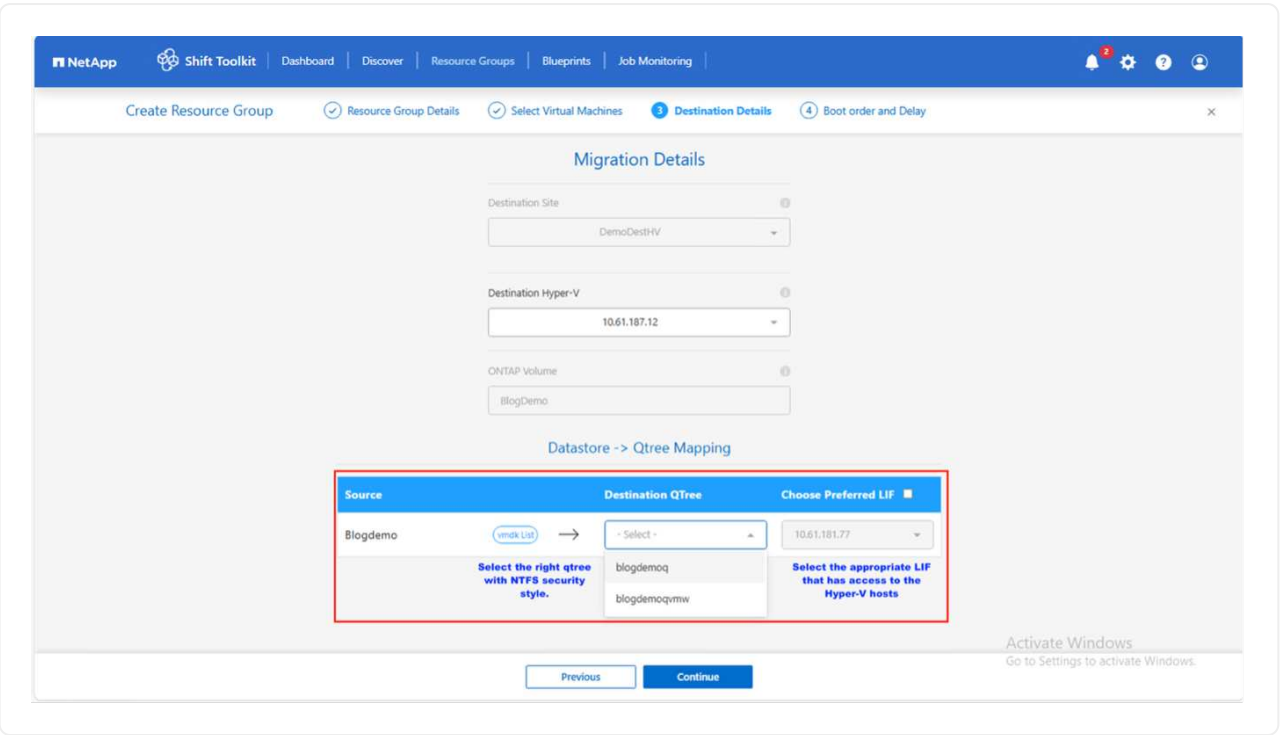 NetApp Shift Toolkit Dashboard Discover Resource Groups Blueprints Job Monitoring 2 ?
Create Resource Group Resource Group Details Select Virtual Machines 3 Destination Details 4 Boot order and Delay ×
Migration Details
Destination Site
DemoDestHV
Destination Hyper-V
10.61.187.12
ONTAP Volume
BlogDemo
Datastore -> Qtree Mapping
Source Destination QTree Choose Preferred LIF
Blogdemo vmdk List → - Select - 10.61.181.77
Select the right qtree
with NTFS security
style.
blogdemoq
blogdemoqvmw
Select the appropriate LIF
that has access to the
Hyper-V hosts
Activate Windows
Go to Settings to activate Windows.
Previous Continue